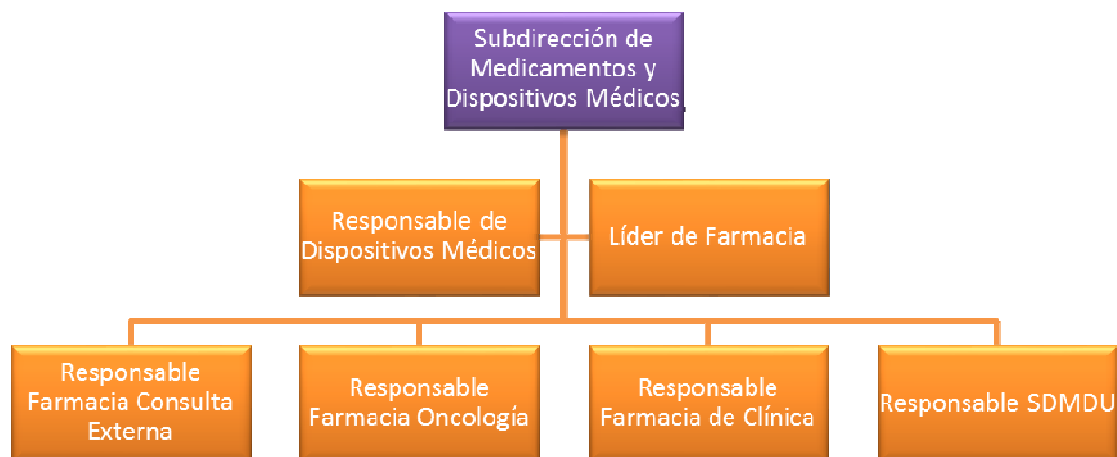 Subdirección de
Medicamentos y
Dispositivos Médicos.
Responsable de
Dispositivos Médicos
Líder de Farmacia
Responsable
Farmacia Consulta
Externa
Responsable
Farmacia Oncología
Responsable
Farmacia de Clínica
Responsable SDMDU